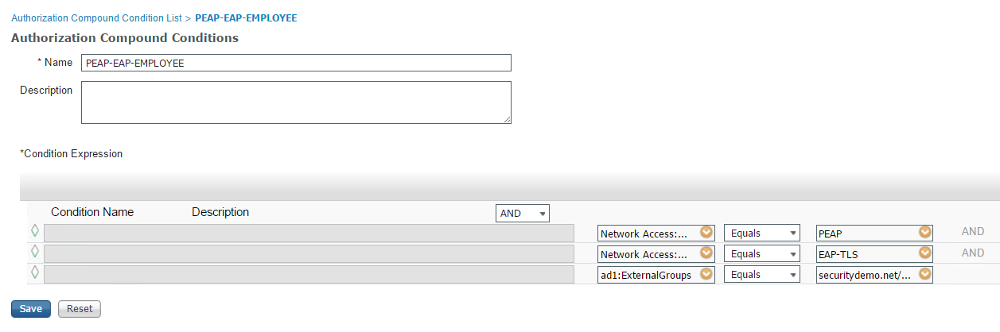 Authorization Compound Condition List > PEAP-EAP-EMPLOYEE
Authorization Compound Conditions
* Name PEAP-EAP-EMPLOYEE
Description
*Condition Expression
Condition Name Description AND
Network Access:... Equals PEAP AND
Network Access:... Equals EAP-TLS AND
ad1:ExternalGroups Equals securitydemo.net/...
Save Reset